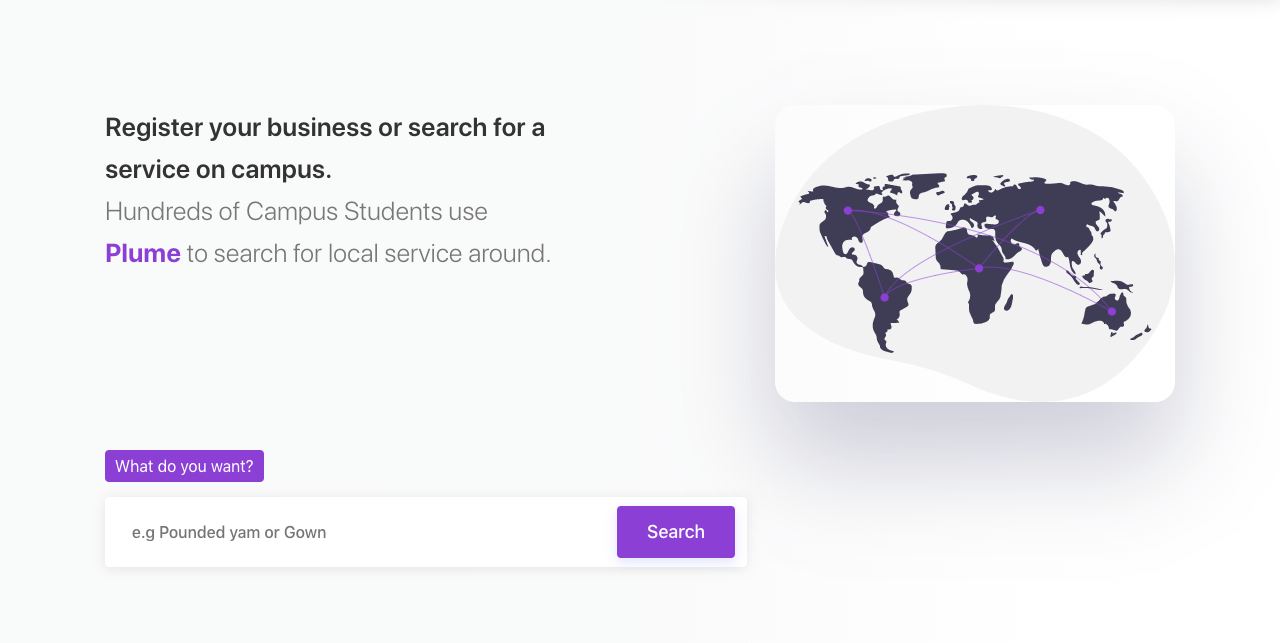 Register your business or search for a
service on campus.
Hundreds of Campus Students use
Plume to search for local service around.
What do you want?
e.g Pounded yam or Gown
Search